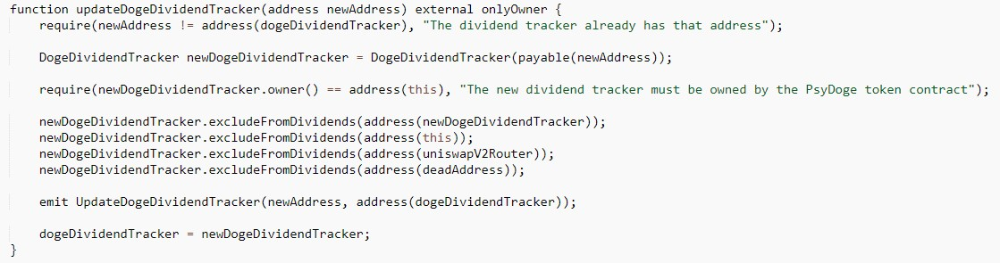 function updateDogeDividendTracker(address newAddress) external onlyOwner {
    require(newAddress != address(dogeDividendTracker), "The dividend tracker already has that address");

    DogeDividendTracker newDogeDividendTracker = DogeDividendTracker(payable(newAddress));

    require(newDogeDividendTracker.owner() == address(this), "The new dividend tracker must be owned by the PsyDoge token contract");

    newDogeDividendTracker.excludeFromDividends(address(newDogeDividendTracker));
    newDogeDividendTracker.excludeFromDividends(address(this));
    newDogeDividendTracker.excludeFromDividends(address(uniswapV2Router));
    newDogeDividendTracker.excludeFromDividends(address(deadAddress));

    emit UpdateDogeDividendTracker(newAddress, address(dogeDividendTracker));

    dogeDividendTracker = newDogeDividendTracker;
}